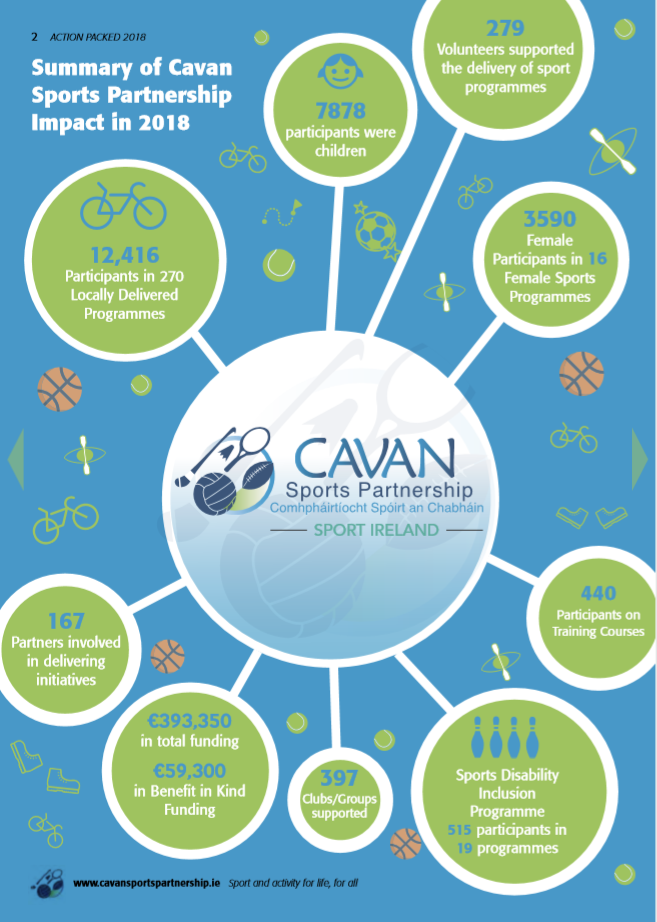 2 ACTION PACKED 2018
Summary of Cavan
Sports Partnership
Impact in 2018
279
Volunteers supported
the delivery of sport
programmes
7878
participants were
children
12,416
Participants in 270
Locally Delivered
Programmes
3590
Female
Participants in 16
Female Sports
Programmes
CAVAN
Sports Partnership
Comhpháirtíocht Spóirt an Chabháin
SPORT IRELAND
440
Participants on
Training Courses
167
Partners involved
in delivering
initiatives
€393,350
in total funding
€59,300
in Benefit in Kind
Funding
397
Clubs/Groups
supported
Sports Disability
Inclusion
Programme
515 participants in
19 programmes
www.cavansportspartnership.ie Sport and activity for life, for all